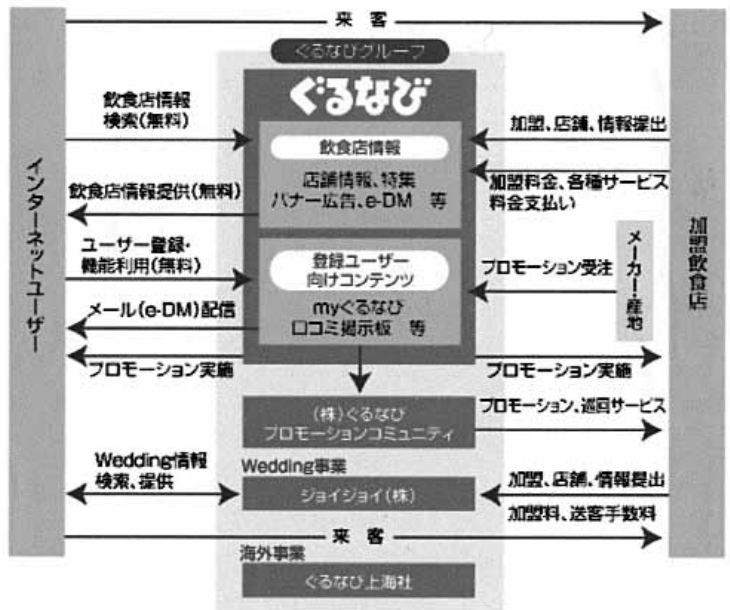 来 客
ぐるなびグループ
ぐるなび
飲食店情報
検索(無料)
加盟、店舗、情報提出
飲食店情報
店舗情報、特集
バナー広告、e-DM 等
飲食店情報提供(無料)
加盟料金、各種サービス
料金支払い
インターネットユーザー
加盟飲食店
ユーザー登録・
機能利用(無料)
登録ユーザー
向けコンテンツ
myぐるなび
口コミ掲示板 等
プロモーション受注
メーカー・産地
メール(e-DM)配信
プロモーション実施
プロモーション実施
(株)ぐるなび
プロモーションコミュニティ
プロモーション、巡回サービス
Wedding情報
検索、提供
Wedding事業
ジョイジョイ(株)
加盟、店舗、情報提出
加盟料、送客手数料
来 客
海外事業
ぐるなび上海社